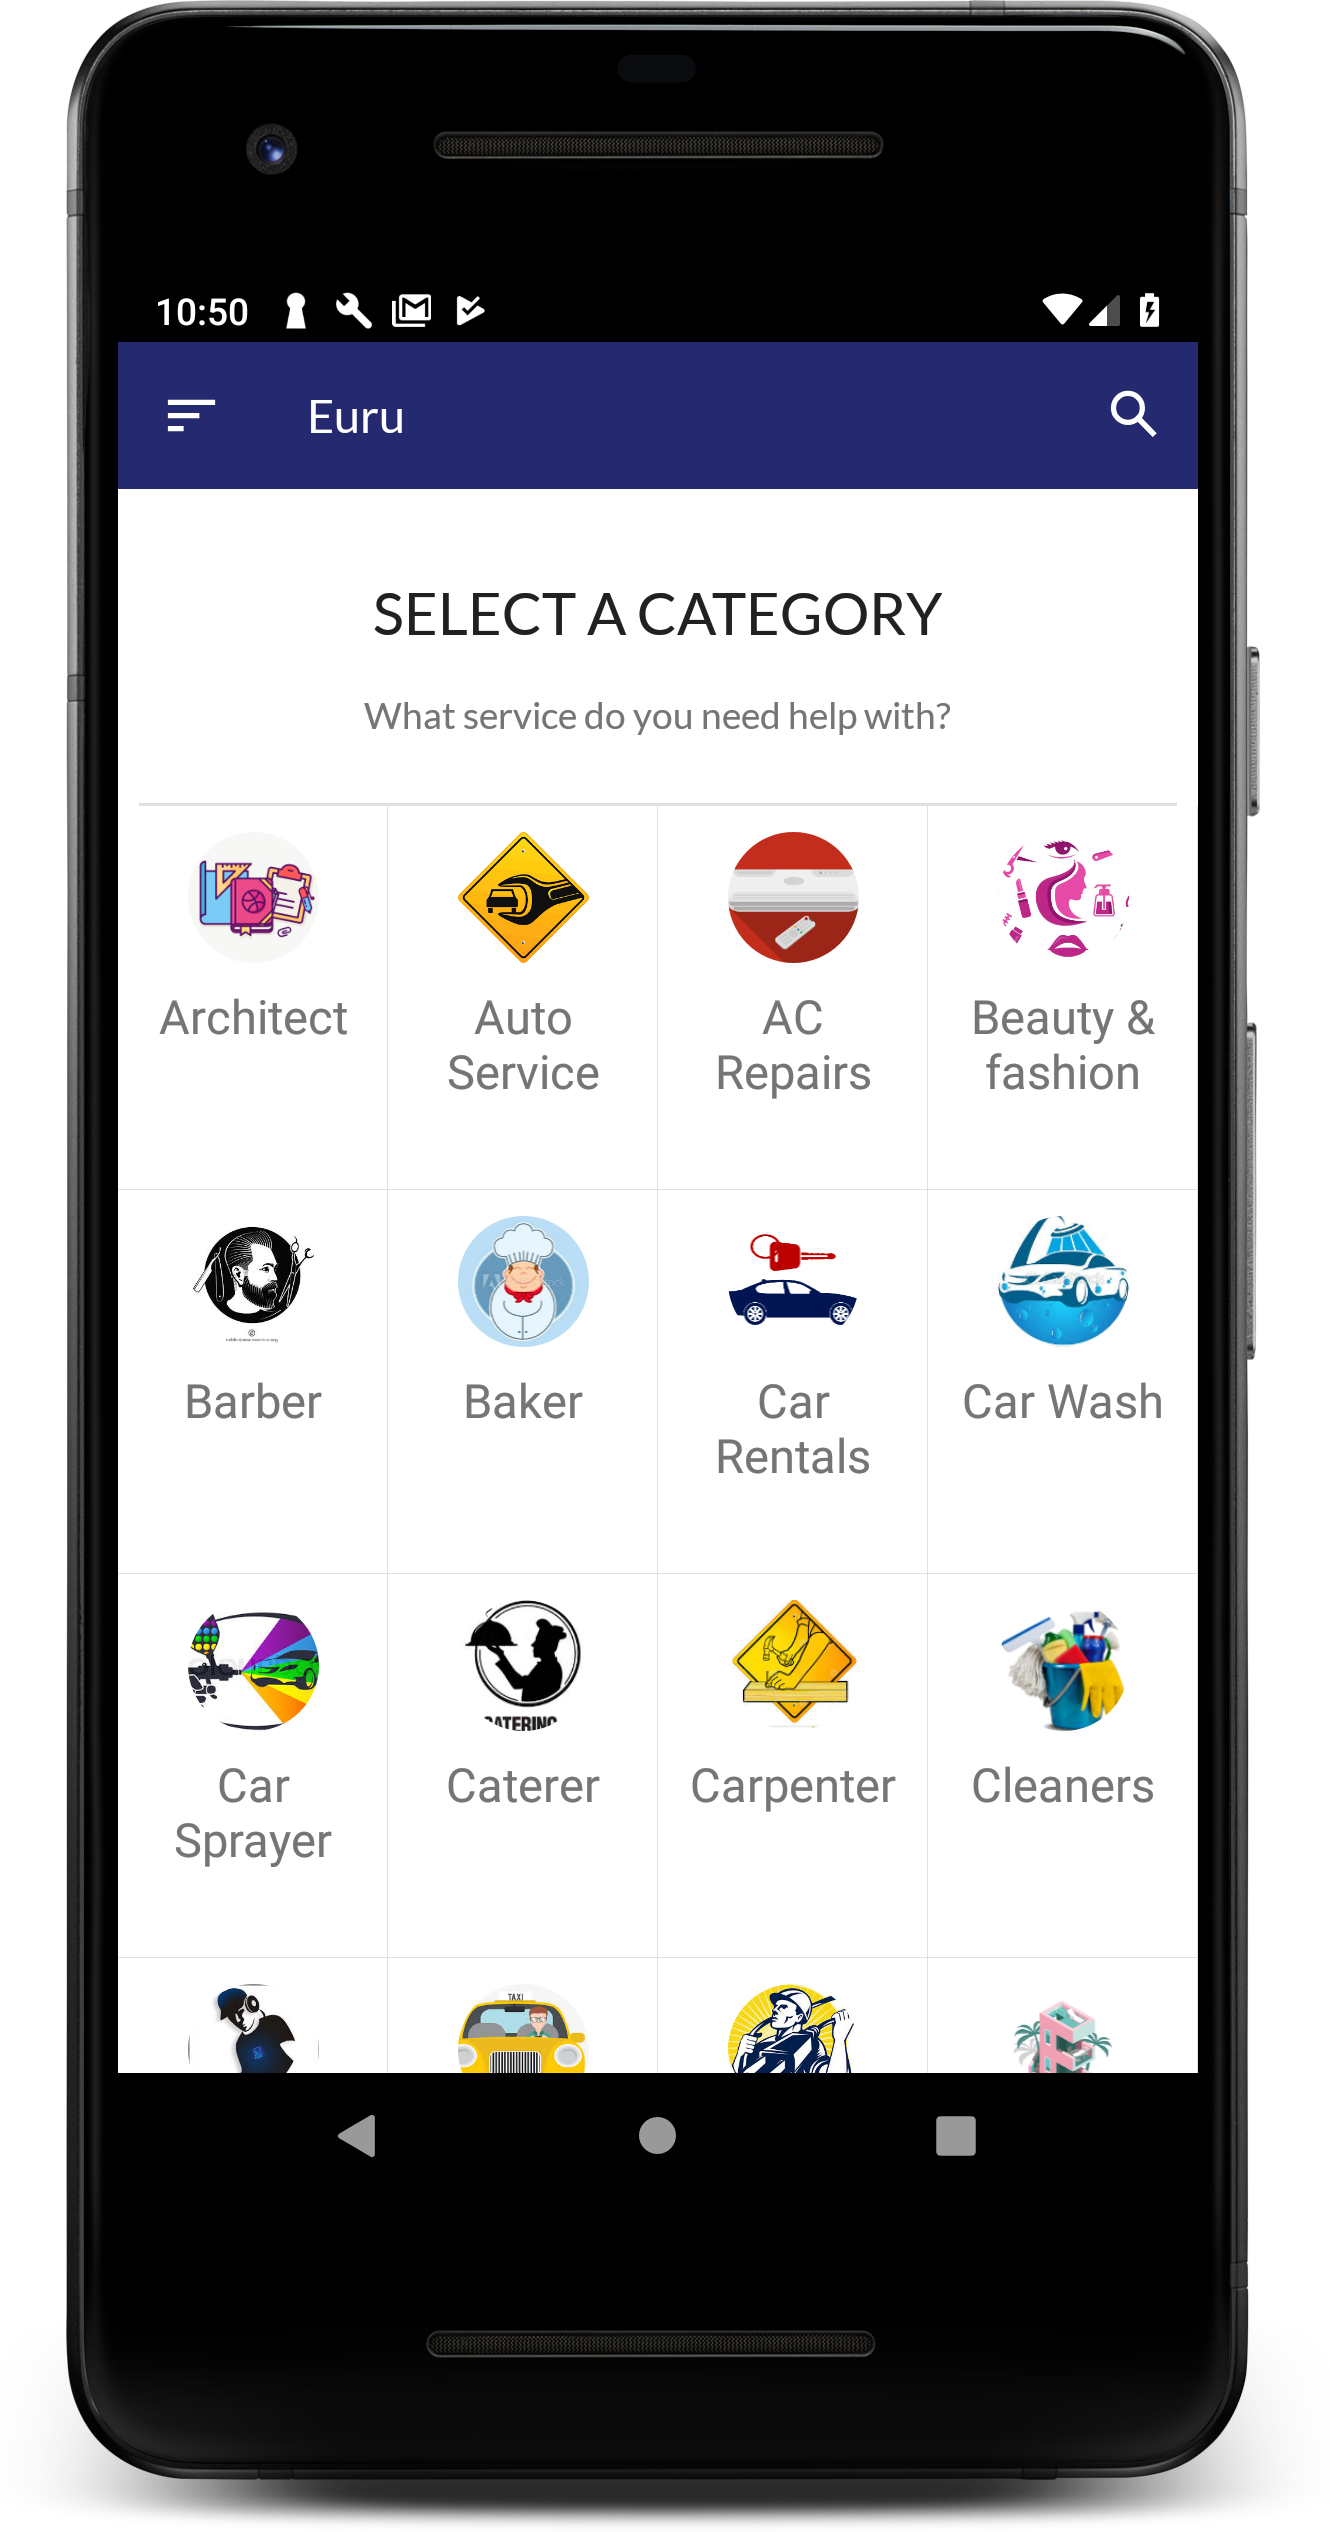 10:50
Euru
SELECT A CATEGORY
What service do you need help with?
Architect
Auto
Service
AC
Repairs
Beauty &
fashion
Barber
Baker
Car
Rentals
Car Wash
Car
Sprayer
CATERING
Caterer
Carpenter
Cleaners
TAXI